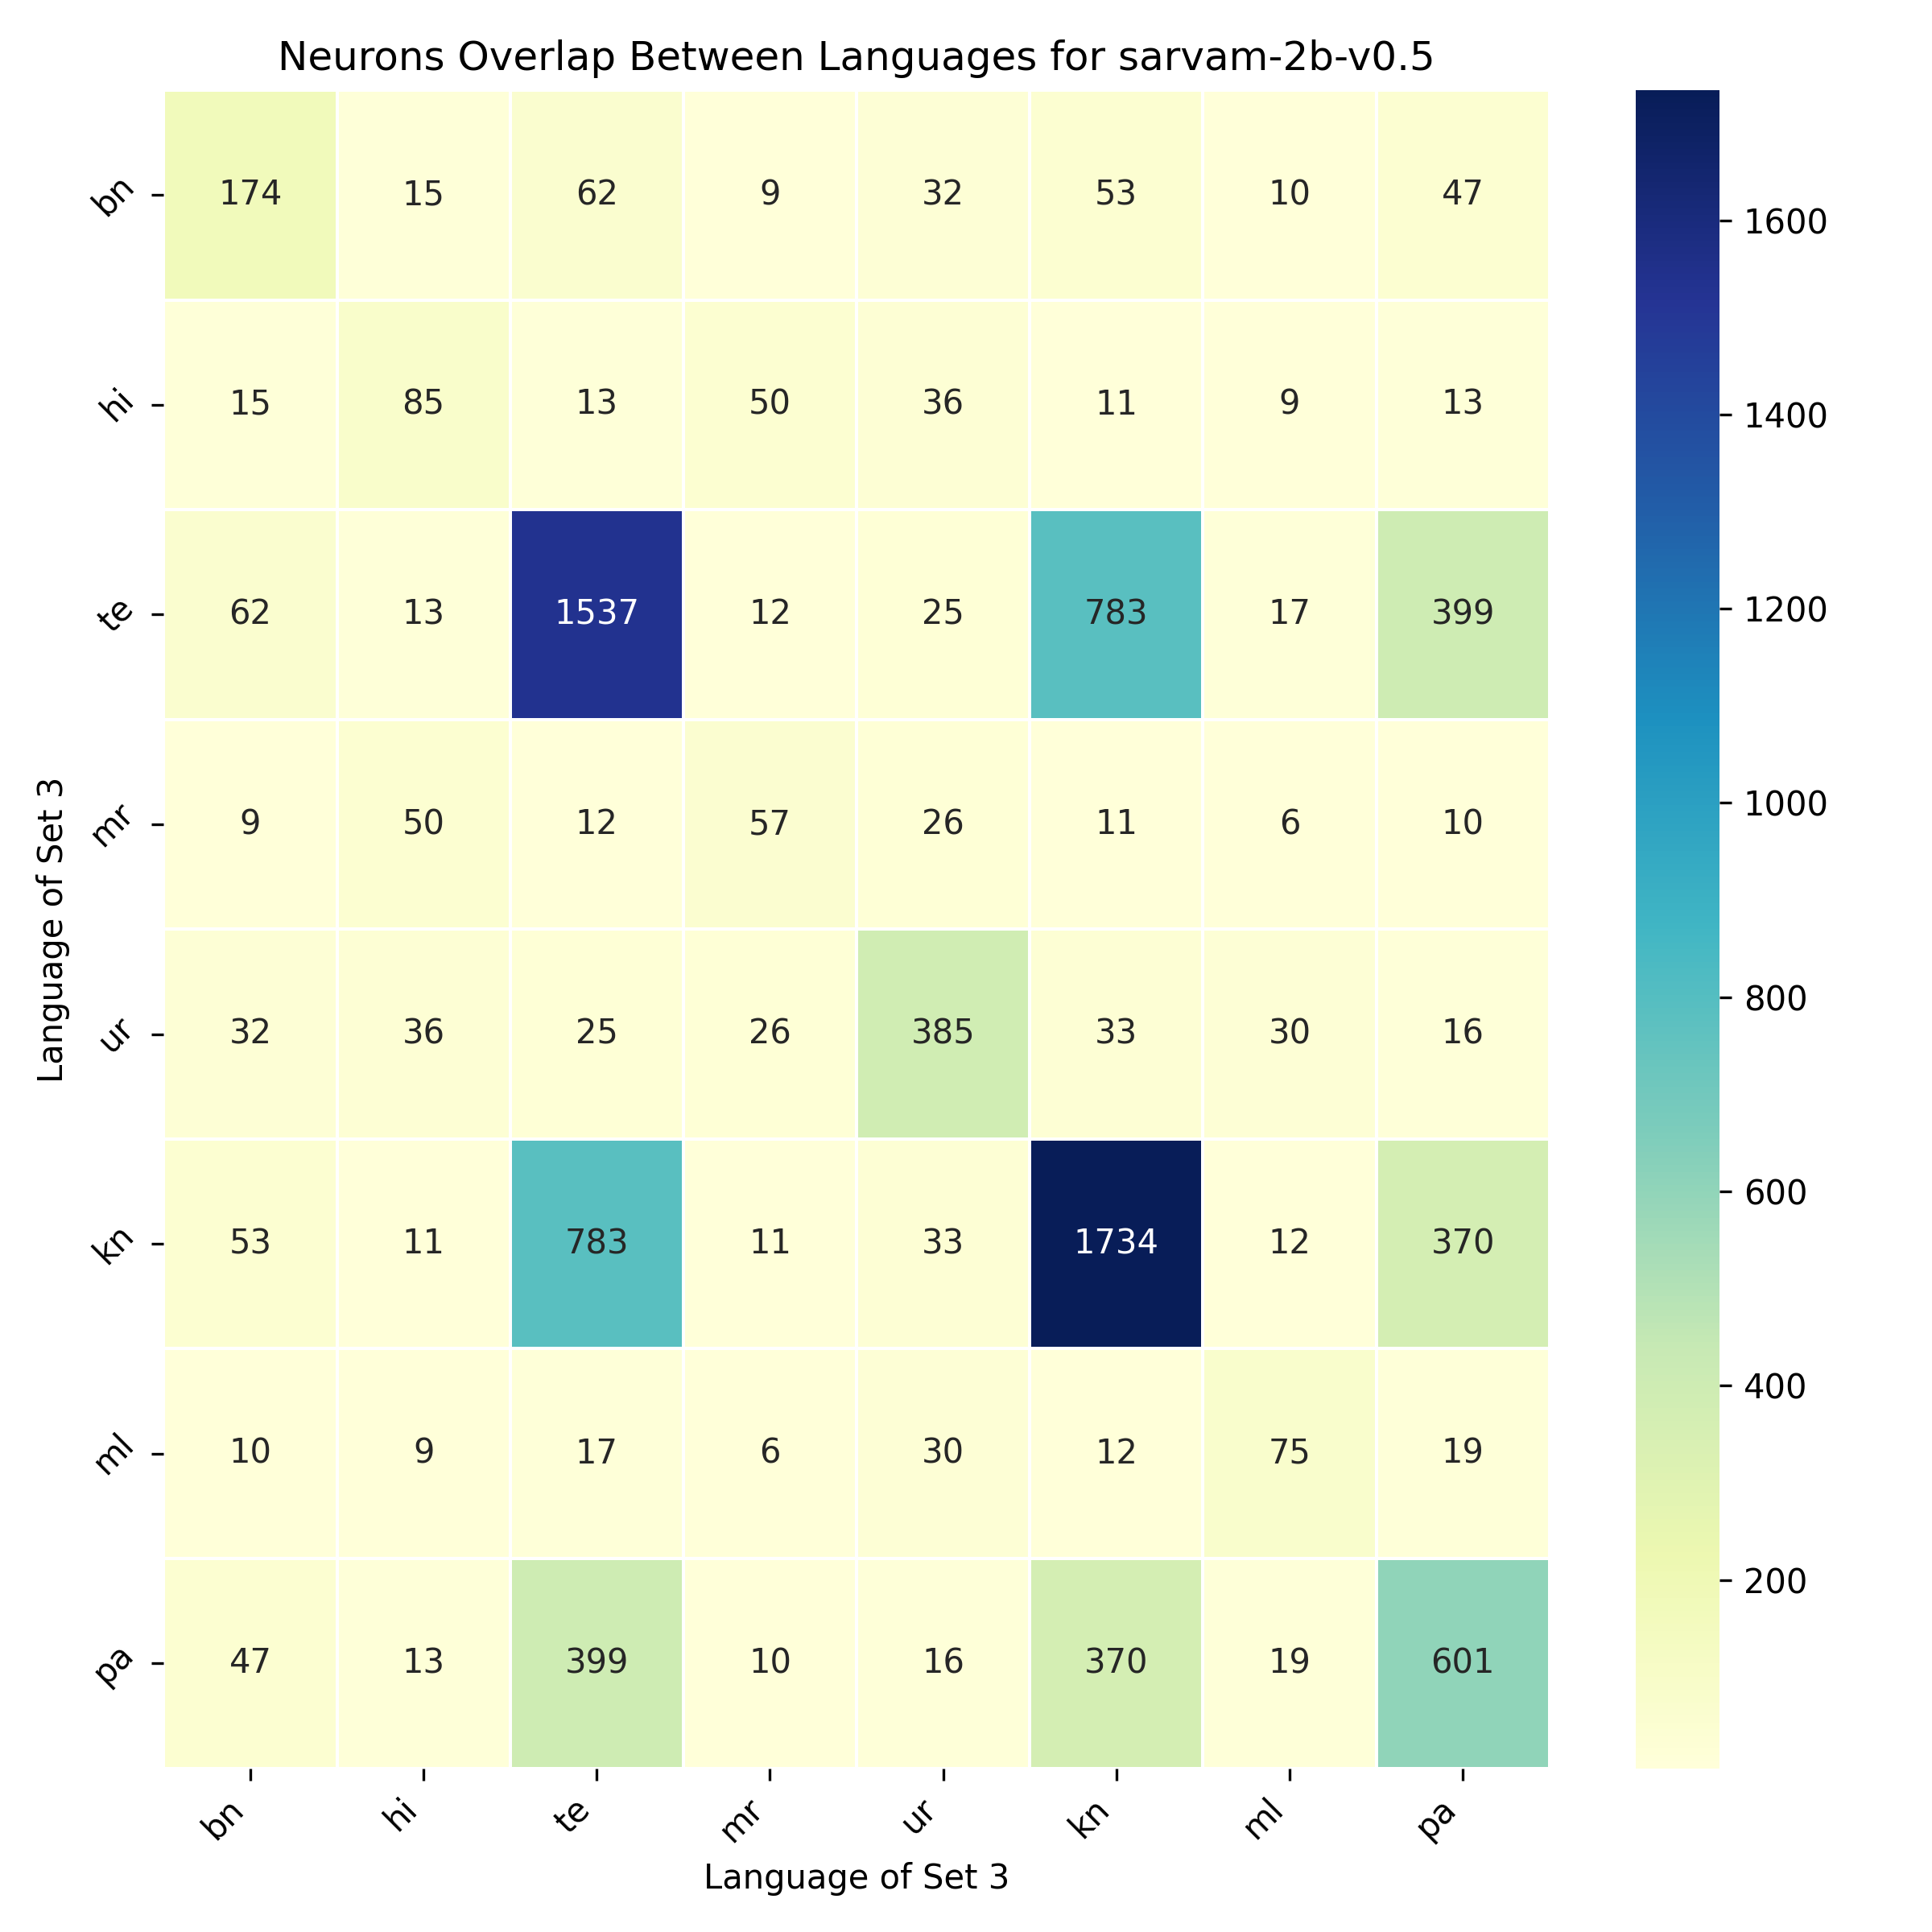 Neurons Overlap Between Languages for sarvam-2b-v0.5
bn 174 15 62 9 32 53 10 47
hi 15 85 13 50 36 11 9 13
te 62 13 1537 12 25 783 17 399
mr 9 50 12 57 26 11 6 10
ur 32 36 25 26 385 33 30 16
kn 53 11 783 11 33 1734 12 370
ml 10 9 17 6 30 12 75 19
pa 47 13 399 10 16 370 19 601
bn hi te mr ur kn ml pa
Language of Set 3
Language of Set 3
1600
1400
1200
1000
800
600
400
200